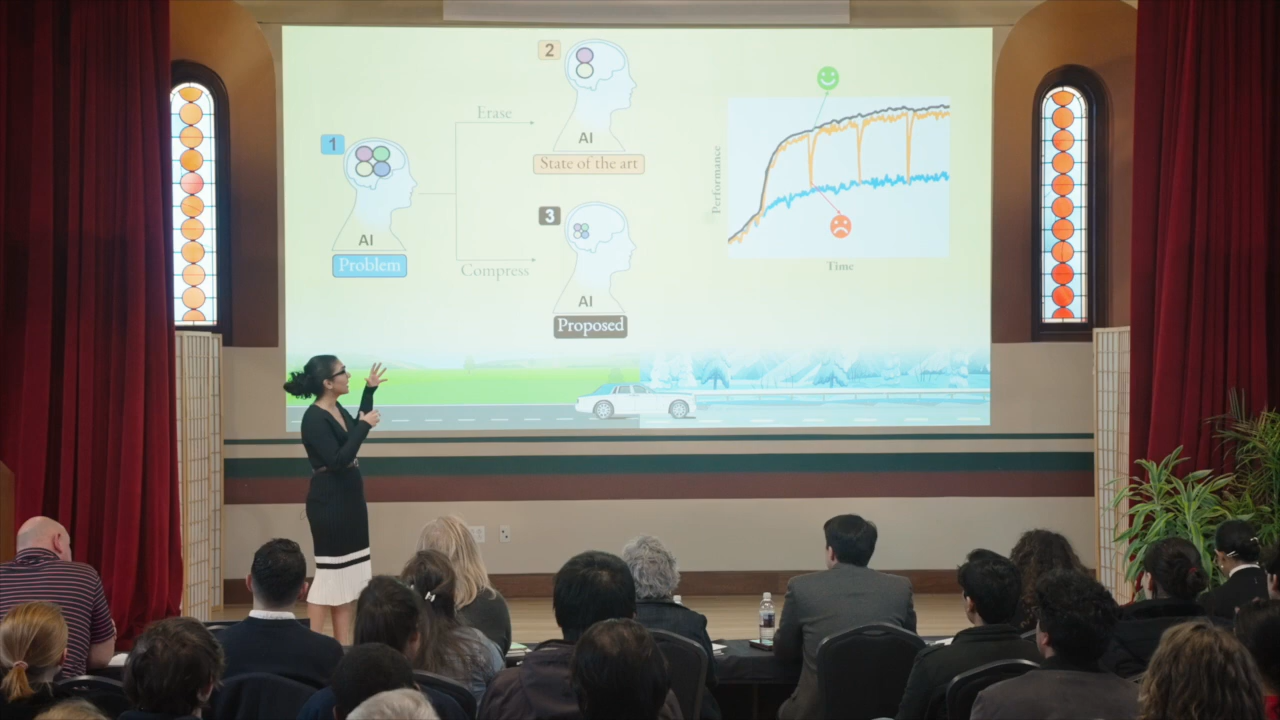 1
AI
Problem
Erase
Compress
2
AI
State of the art
3
AI
Proposed
Performance
Time